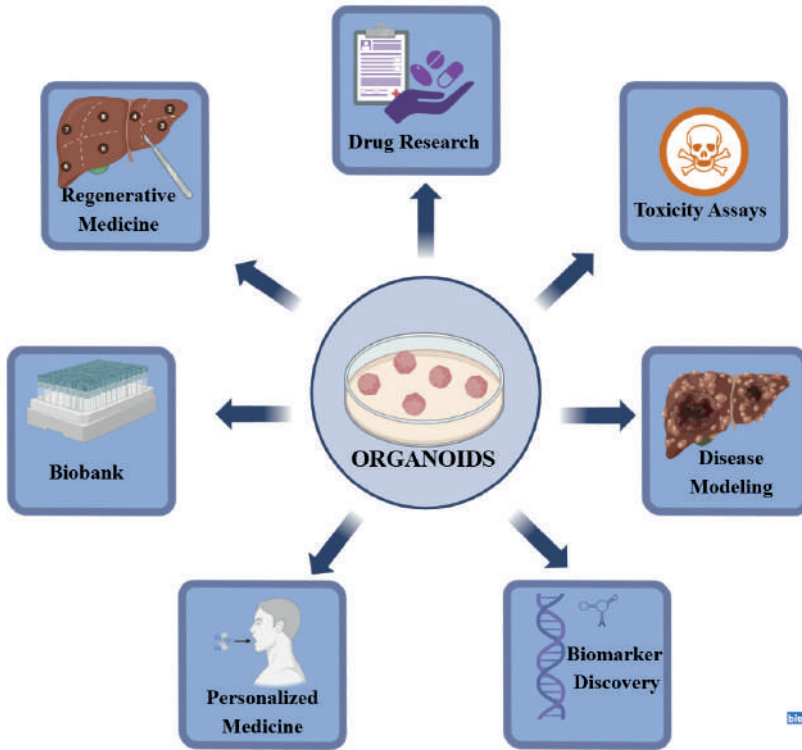 Drug Research
Regenerative
Medicine
Toxicity Assays
ORGANOIDS
Biobank
Disease
Modeling
Personalized
Medicine
Biomarker
Discovery